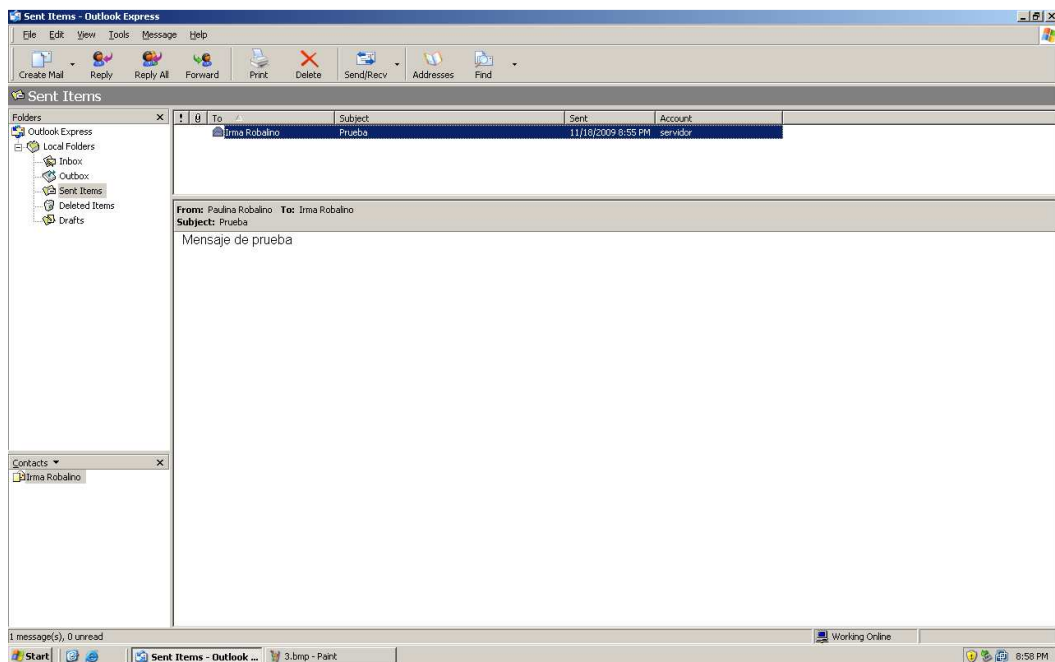 Sent Items - Outlook Express
File Edit View Tools Message Help
Create Mail Reply Reply All Forward Print Delete Send/Recv Addresses Find
Sent Items
Folders
Outlook Express
Local Folders
Inbox
Outbox
Sent Items
Deleted Items
Drafts
! To Subject Sent Account
Irma Robalino Prueba 11/18/2009 8:55 PM servidor
From: Paulina Robalino To: Irma Robalino
Subject: Prueba
Mensaje de prueba
Contacts
Irma Robalino
1 message(s), 0 unread Working Online
Start Sent Items - Outlook ... 3.bmp - Paint 8:58 PM